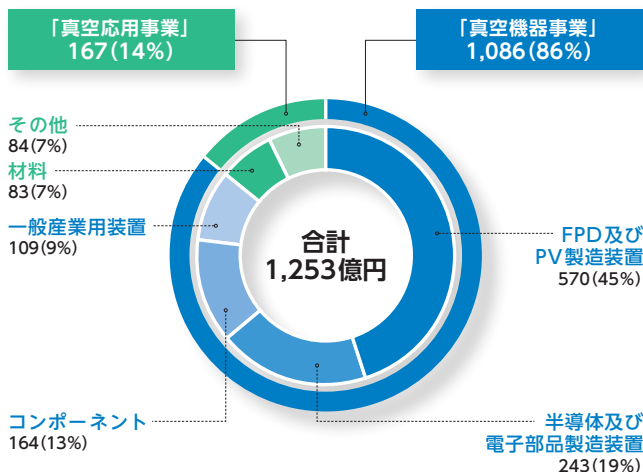 「真空応用事業」
167(14%)
「真空機器事業」
1,086(86%)
その他
84(7%)
材料
83(7%)
一般産業用装置
109(9%)
コンポーネント
164(13%)
合計
1,253億円
FPD及び
PV製造装置
570(45%)
半導体及び
電子部品製造装置
243(19%)